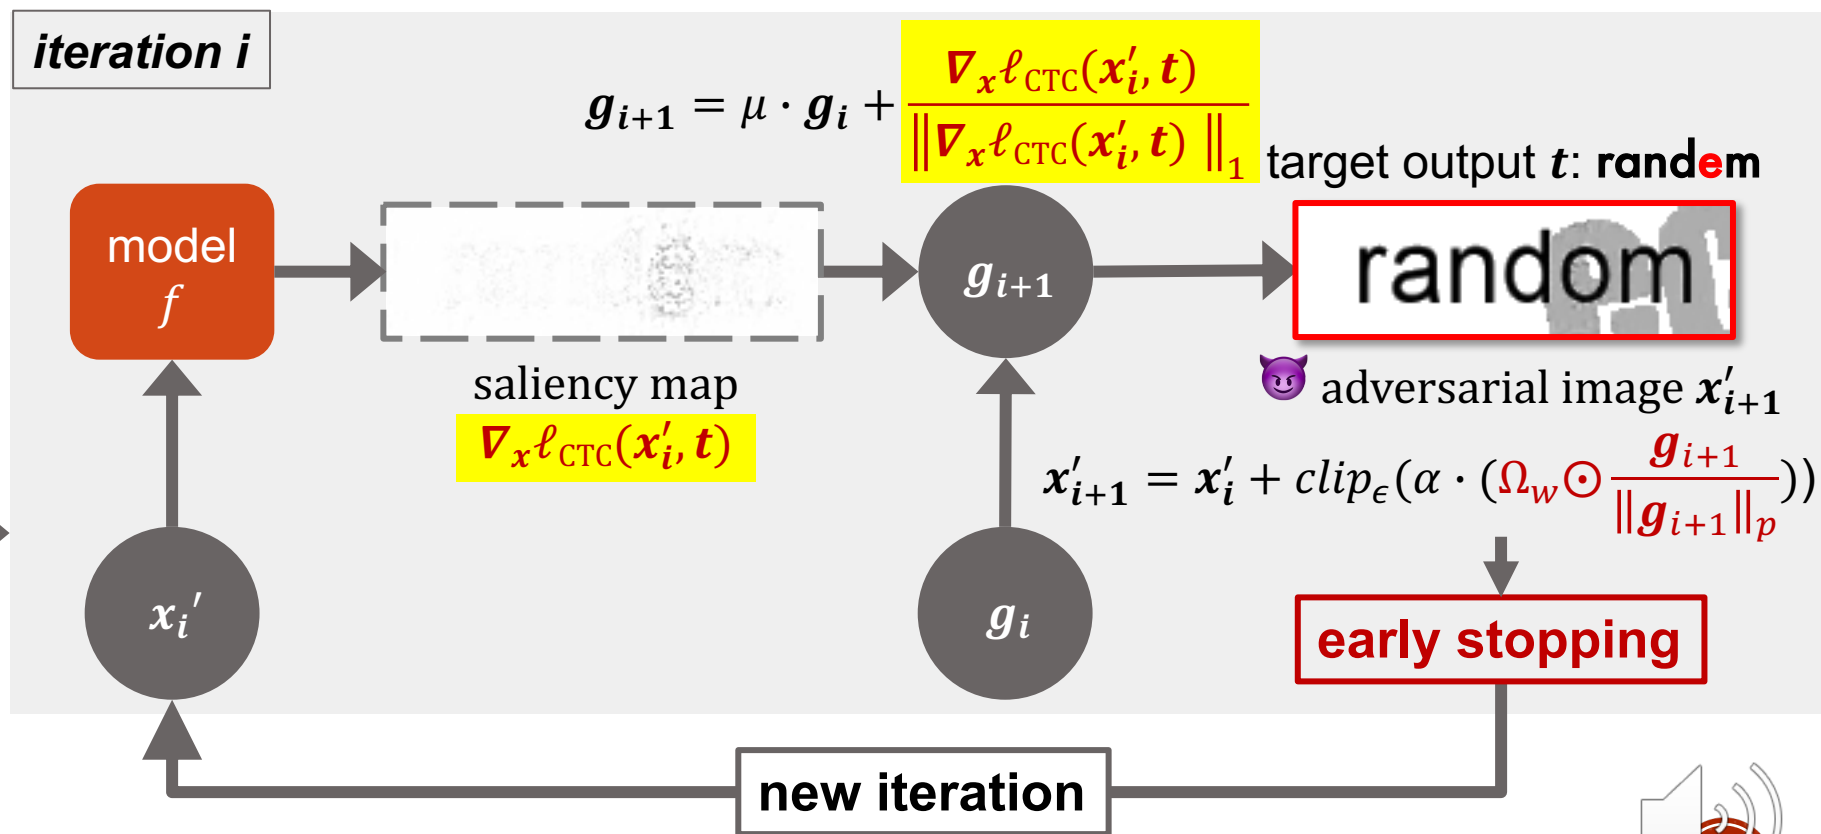 iteration i
g_{i+1} = μ · g_i + ∇_x ℓ_CTC(x′_i, t) / ‖∇_x ℓ_CTC(x′_i, t)‖_1
target output t: randem
model
f
g_{i+1}
random
saliency map
∇_x ℓ_CTC(x′_i, t)
😈 adversarial image x′_{i+1}
x′_{i+1} = x′_i + clip_ϵ(α · (Ω_w ⊙ g_{i+1} / ‖g_{i+1}‖_p))
x_i′
g_i
early stopping
new iteration